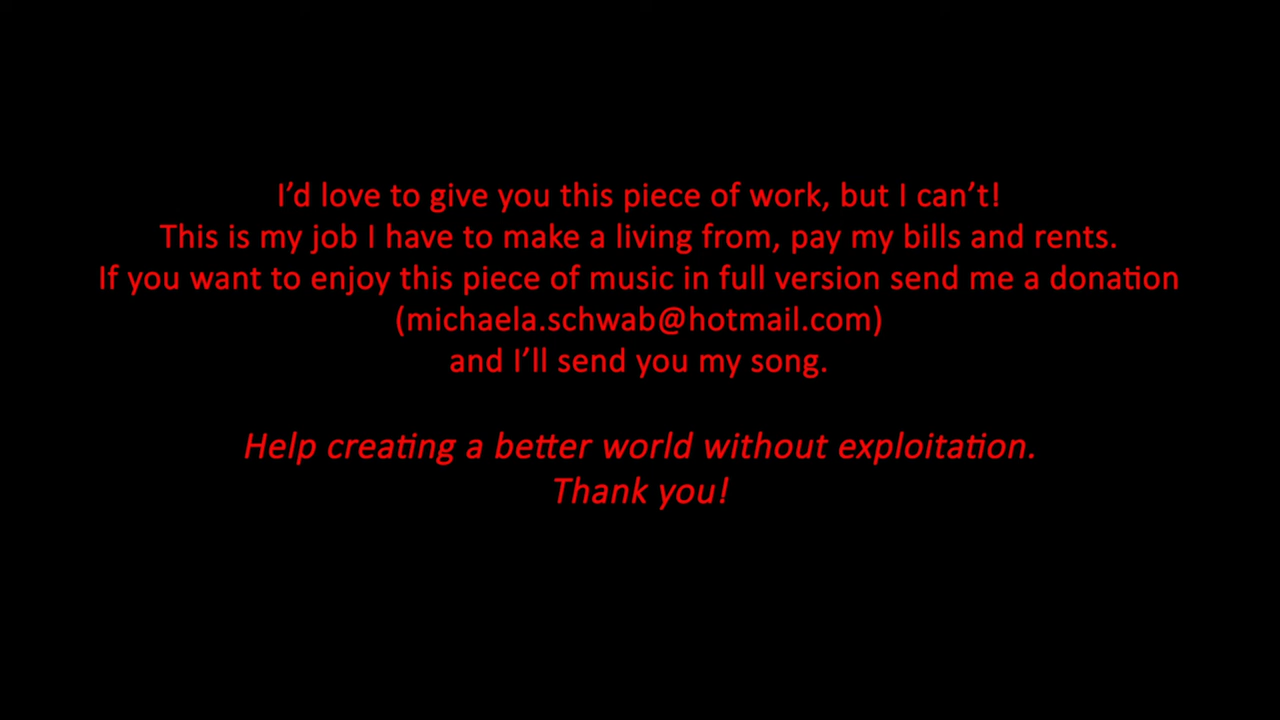 I’d love to give you this piece of work, but I can’t!
This is my job I have to make a living from, pay my bills and rents.
If you want to enjoy this piece of music in full version send me a donation
(michaela.schwab@hotmail.com)
and I’ll send you my song.
Help creating a better world without exploitation.
Thank you!